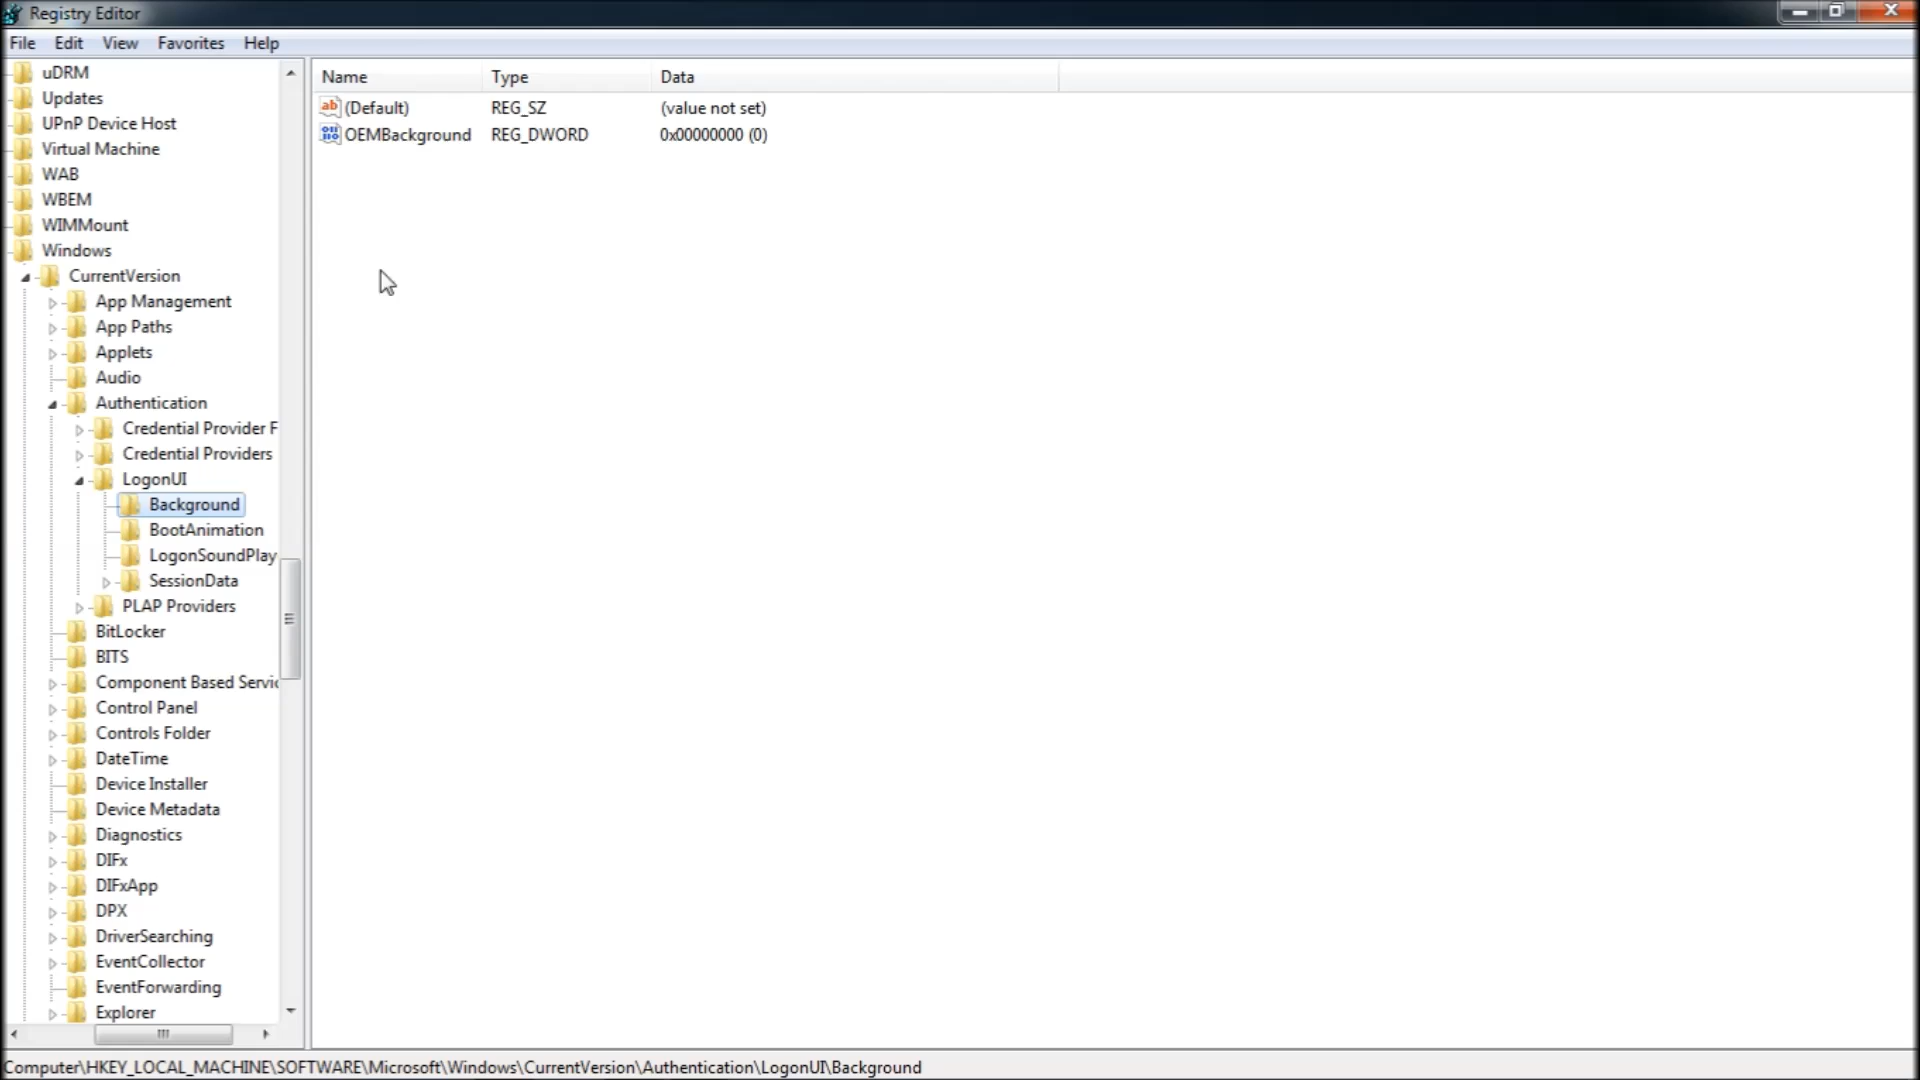 Registry Editor
File Edit View Favorites Help
uDRM
Updates
UPnP Device Host
Virtual Machine
WAB
WBEM
WIMMount
Windows
CurrentVersion
App Management
App Paths
Applets
Audio
Authentication
Credential Provider F
Credential Providers
LogonUI
Background
BootAnimation
LogonSoundPlay
SessionData
PLAP Providers
BitLocker
BITS
Component Based Servic
Control Panel
Controls Folder
DateTime
Device Installer
Device Metadata
Diagnostics
DIFx
DIFxApp
DPX
DriverSearching
EventCollector
EventForwarding
Explorer
Name Type Data
(Default) REG_SZ (value not set)
OEMBackground REG_DWORD 0x00000000 (0)
Computer\HKEY_LOCAL_MACHINE\SOFTWARE\Microsoft\Windows\CurrentVersion\Authentication\LogonUI\Background